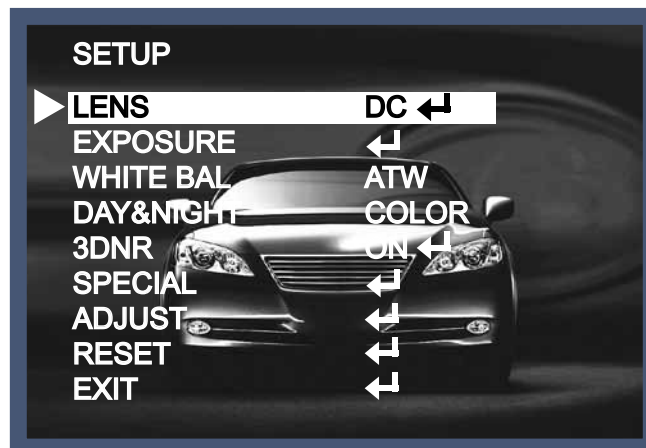 SETUP
LENS DC ↵
EXPOSURE ↵
WHITE BAL ATW
DAY&NIGHT COLOR
3DNR ON ↵
SPECIAL ↵
ADJUST ↵
RESET ↵
EXIT ↵